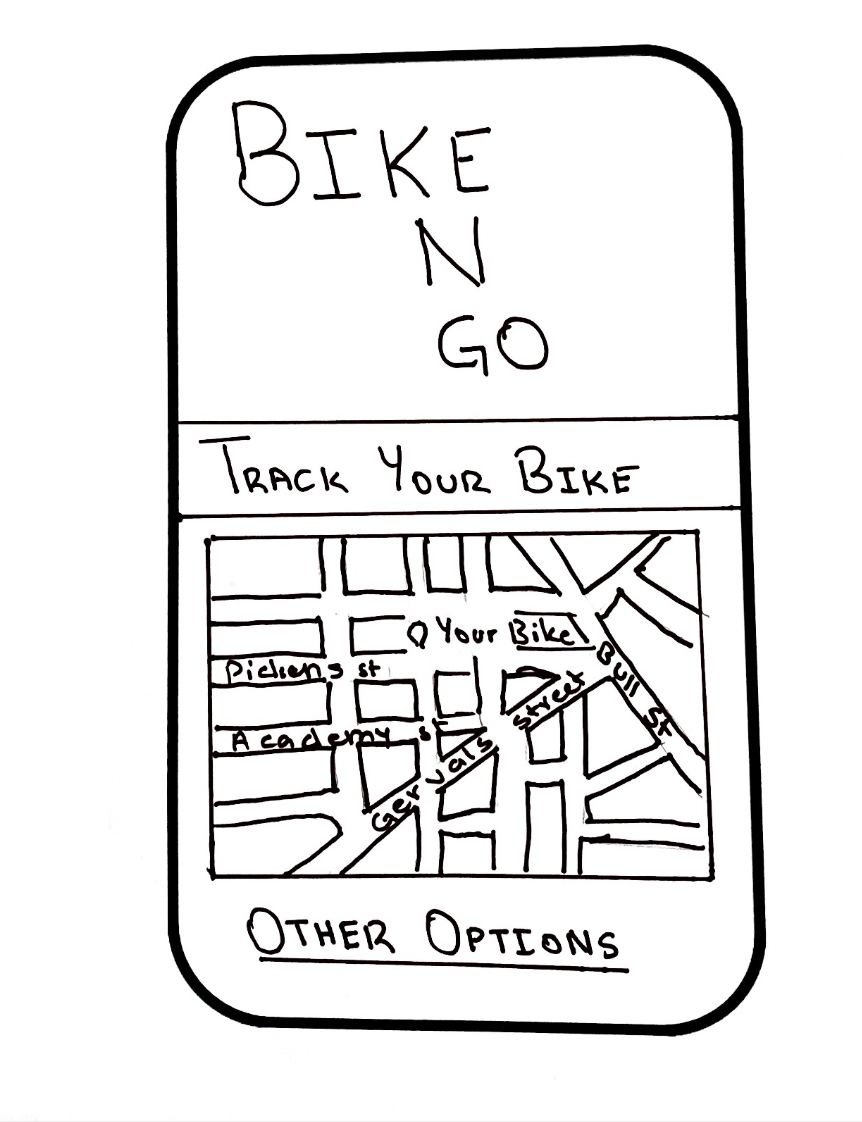 BIKE
N
GO
TRACK YOUR BIKE
Your Bike
Pickens st
Bull St
Academy st
Gervais street
OTHER OPTIONS